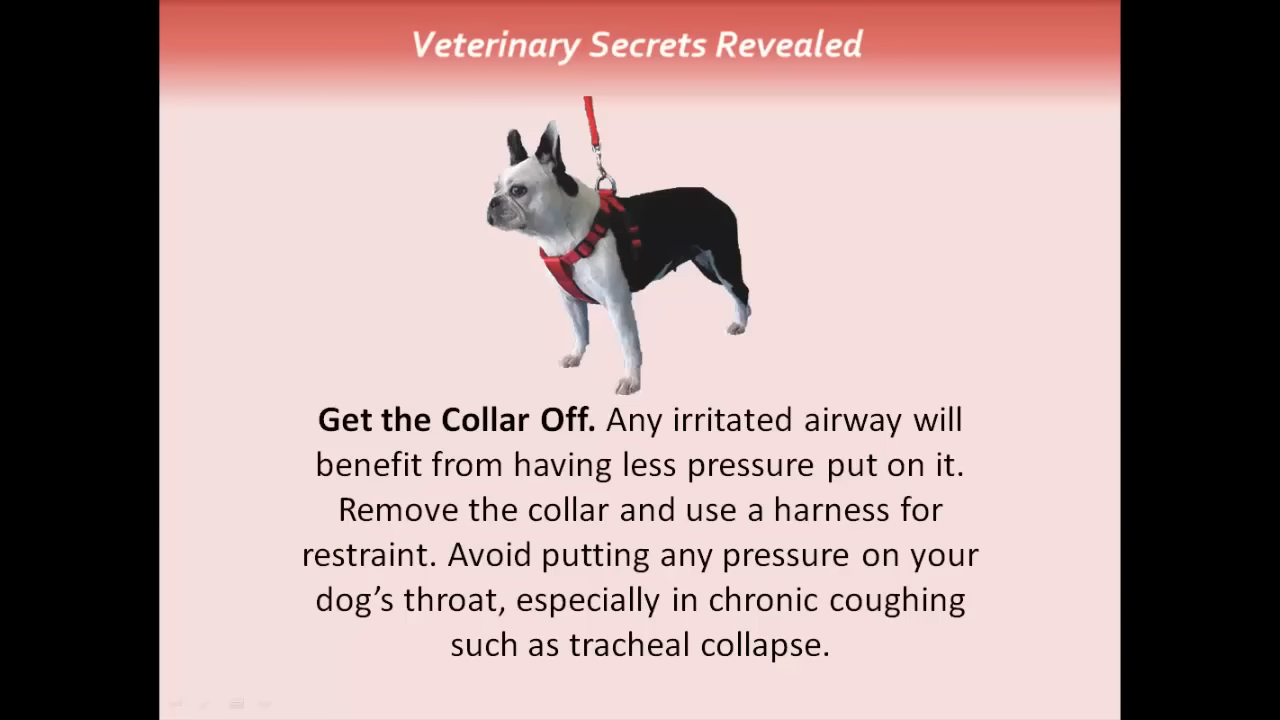 Veterinary Secrets Revealed
Get the Collar Off. Any irritated airway will
benefit from having less pressure put on it.
Remove the collar and use a harness for
restraint. Avoid putting any pressure on your
dog’s throat, especially in chronic coughing
such as tracheal collapse.